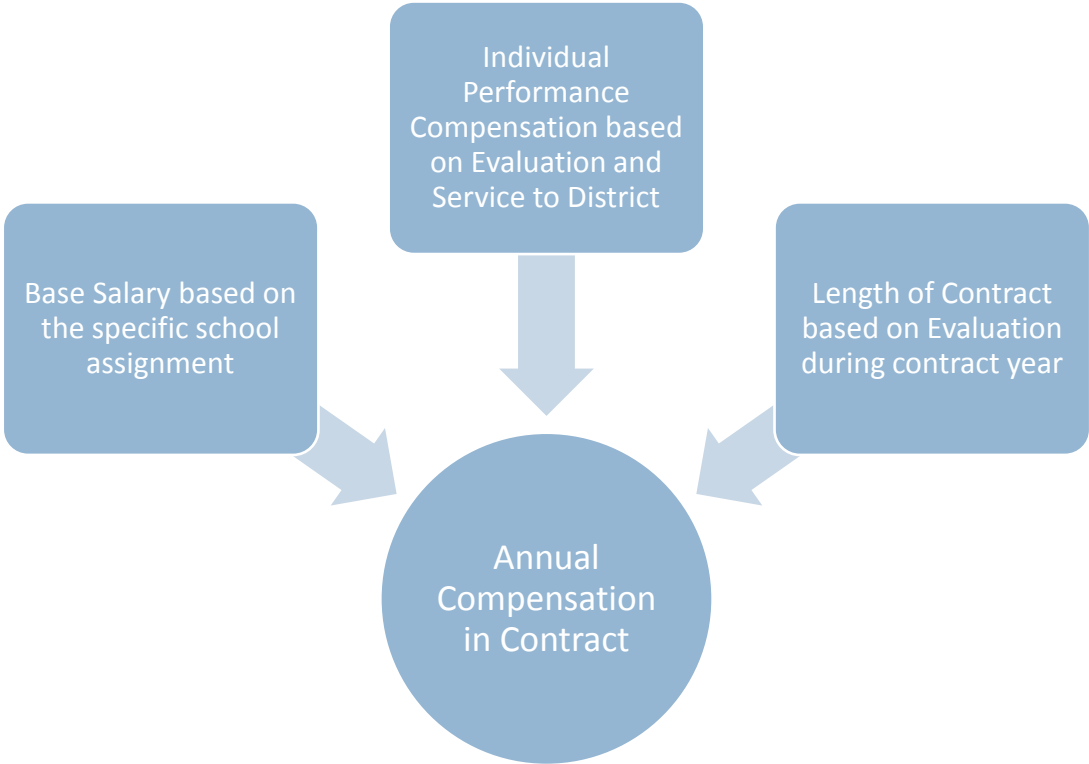 Individual
Performance
Compensation based
on Evaluation and
Service to District
Base Salary based on
the specific school
assignment
Length of Contract
based on Evaluation
during contract year
Annual
Compensation
in Contract